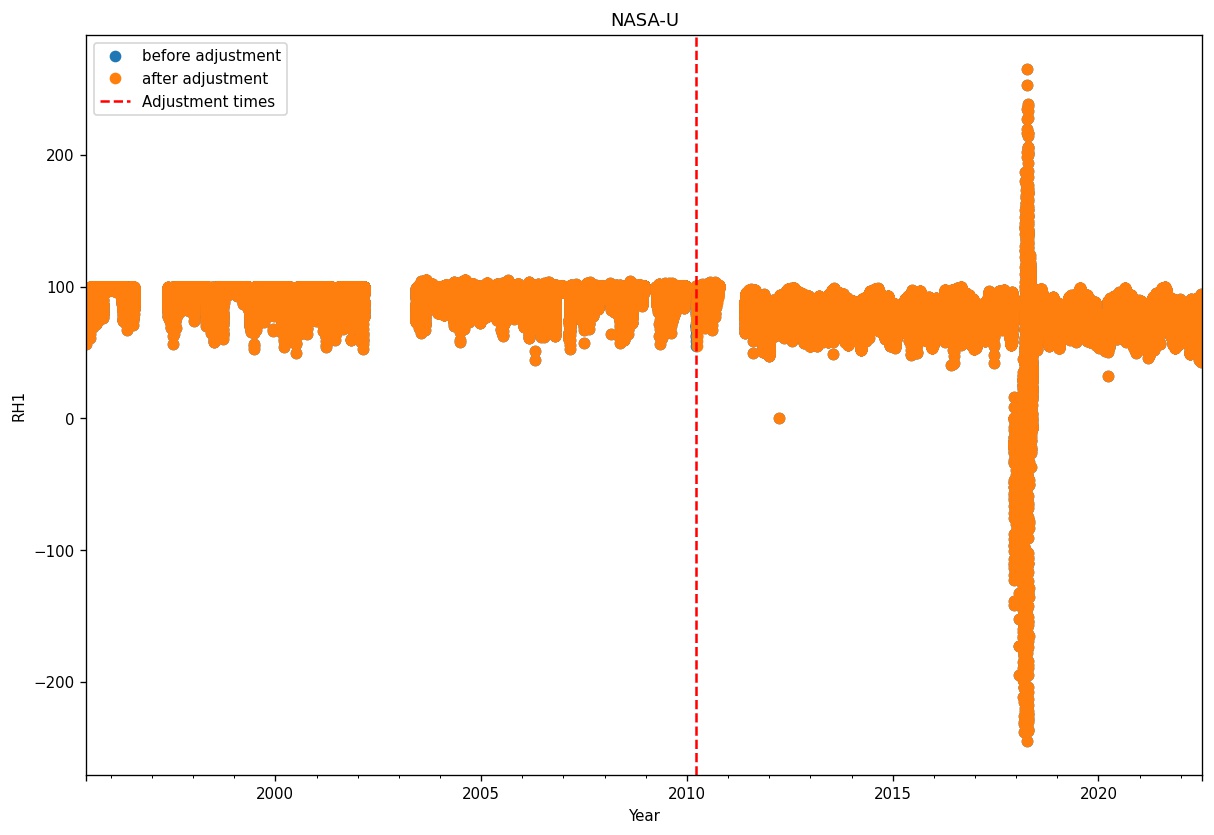 NASA-U
before adjustment
after adjustment
Adjustment times
200
100
0
−100
−200
RH1
2000 2005 2010 2015 2020
Year